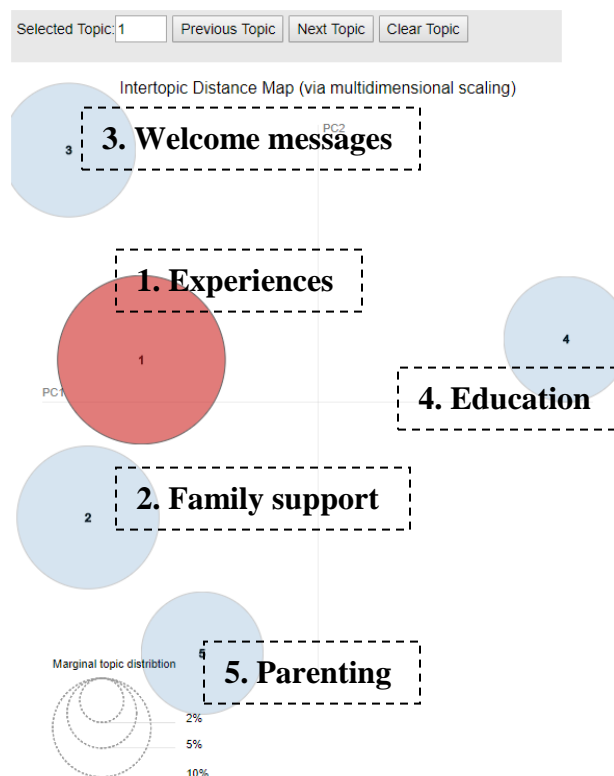 Selected Topic: 1 Previous Topic Next Topic Clear Topic
Intertopic Distance Map (via multidimensional scaling)
PC2
3. Welcome messages
3
1. Experiences
1
4
PC1
4. Education
2. Family support
2
5
5. Parenting
Marginal topic distribtion
2%
5%
10%